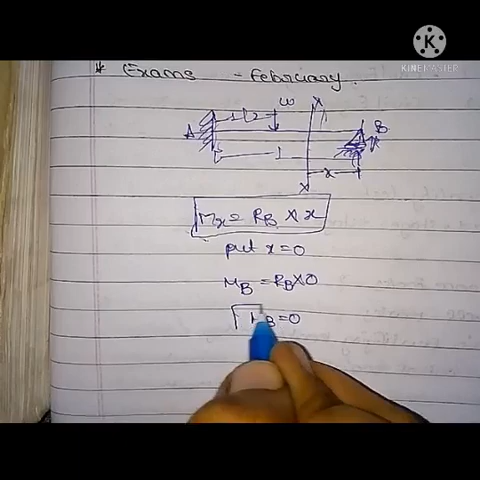 K
KINEMASTER
* Exams - February.
l/2 w x
A B
l
x
x
Mx = RB × x
put x = 0
MB = RB × 0
MB = 0